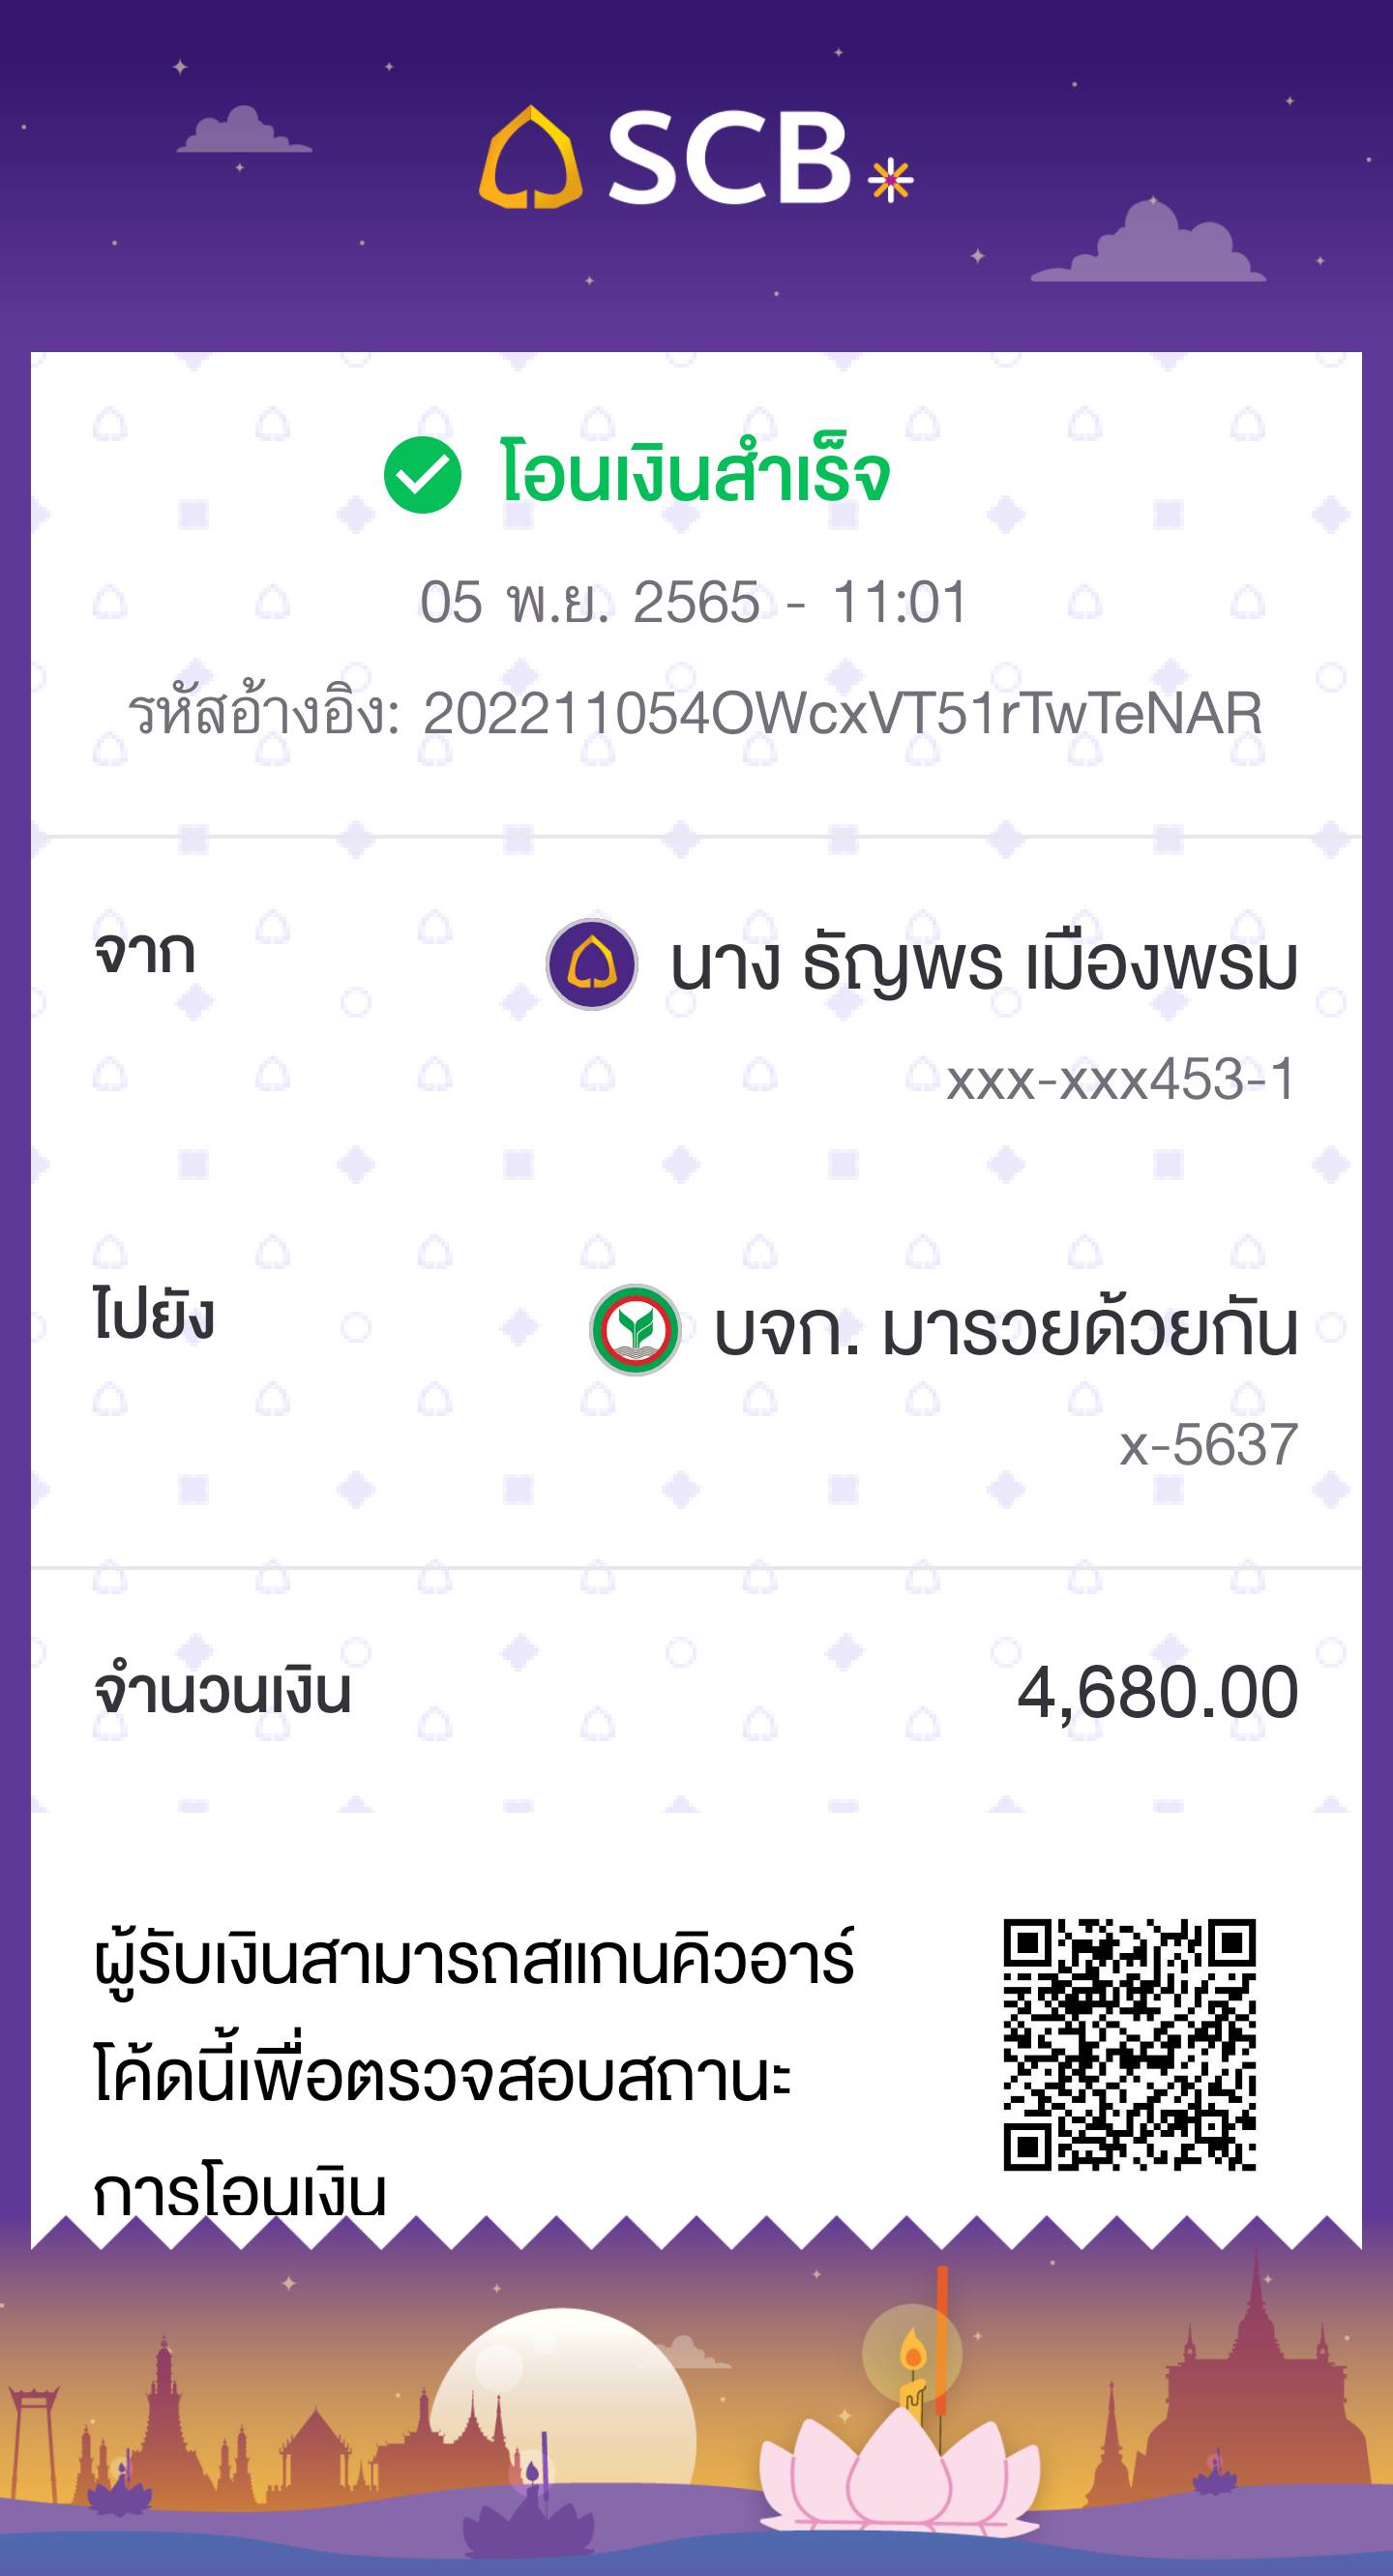 SCB
โอนเงินสำเร็จ
05 พ.ย. 2565 - 11:01
รหัสอ้างอิง: 202211054OWcxVT51rTwTeNAR
จาก
นาง ธัญพร เมืองพรม
xxx-xxx453-1
ไปยัง
บจก. มารวยด้วยกัน
x-5637
จำนวนเงิน
4,680.00
ผู้รับเงินสามารถสแกนคิวอาร์
โค้ดนี้เพื่อตรวจสอบสถานะ
การโอนเงิน